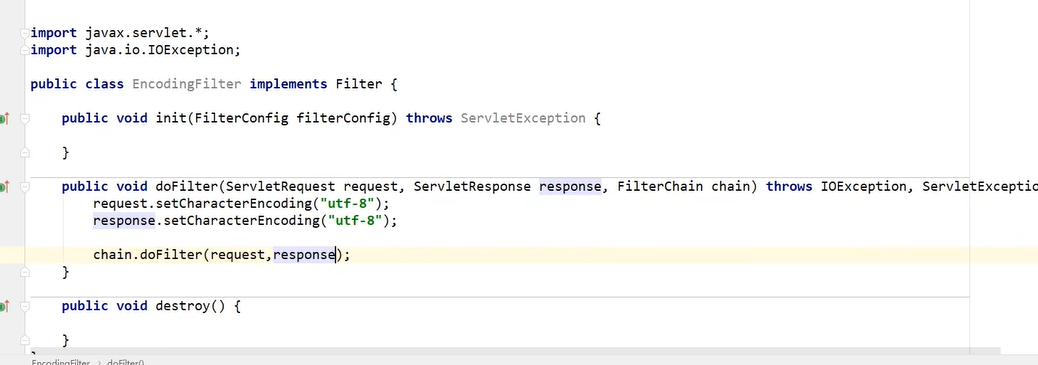 import javax.servlet.*;
import java.io.IOException;
public class EncodingFilter implements Filter {
public void init(FilterConfig filterConfig) throws ServletException {
}
public void doFilter(ServletRequest request, ServletResponse response, FilterChain chain) throws IOException, ServletExceptio
request.setCharacterEncoding("utf-8");
response.setCharacterEncoding("utf-8");
chain.doFilter(request,response);
}
public void destroy() {
}
EncodingFilter > doFilter()